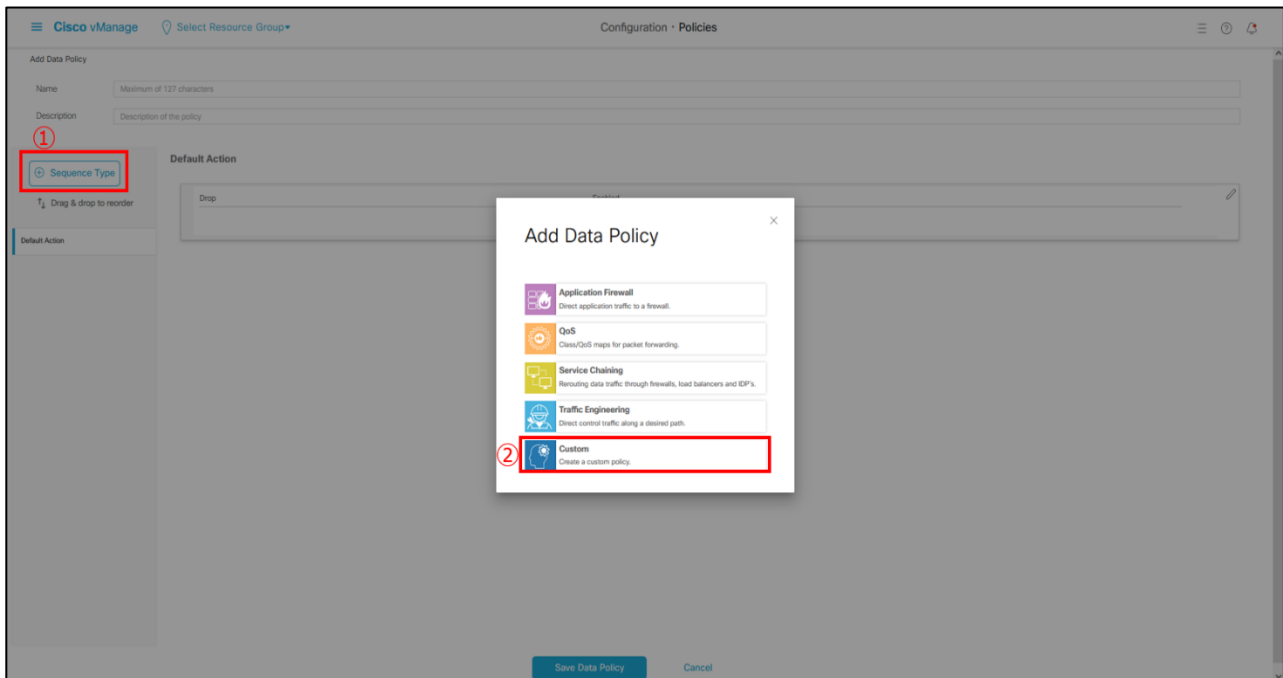 Cisco vManage
Select Resource Group▾
Configuration · Policies
Add Data Policy
Name
Maximum of 127 characters
Description
Description of the policy
①
Sequence Type
Drag & drop to reorder
Default Action
Default Action
Drop
Enabled
Add Data Policy
Application Firewall
Direct application traffic to a firewall.
QoS
Class/QoS maps for packet forwarding.
Service Chaining
Rerouting data traffic through firewalls, load balancers and IDP's.
Traffic Engineering
Direct control traffic along a desired path.
②
Custom
Create a custom policy.
Save Data Policy
Cancel